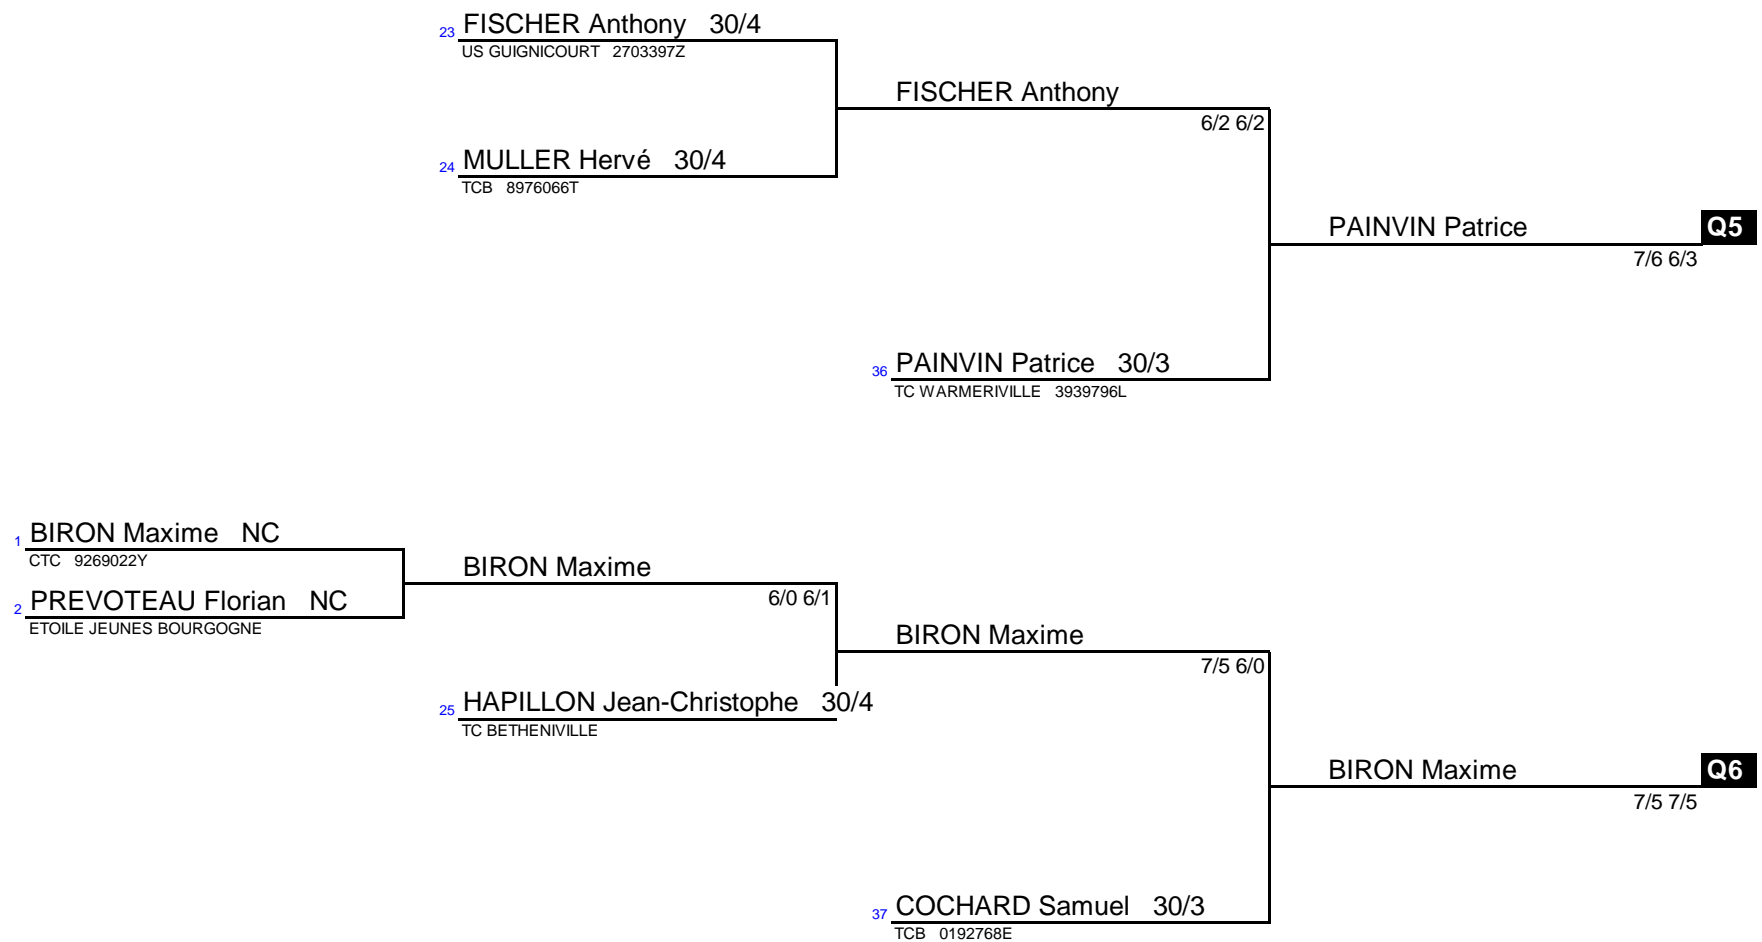 23 FISCHER Anthony 30/4
US GUIGNICOURT 2703397Z
FISCHER Anthony
6/2 6/2
24 MULLER Hervé 30/4
TCB 8976066T
PAINVIN Patrice Q5
7/6 6/3
36 PAINVIN Patrice 30/3
TC WARMERIVILLE 3939796L
1 BIRON Maxime NC
CTC 9269022Y
BIRON Maxime
6/0 6/1
2 PREVOTEAU Florian NC
ETOILE JEUNES BOURGOGNE
BIRON Maxime
7/5 6/0
25 HAPILLON Jean-Christophe 30/4
TC BETHENIVILLE
BIRON Maxime Q6
7/5 7/5
37 COCHARD Samuel 30/3
TCB 0192768E